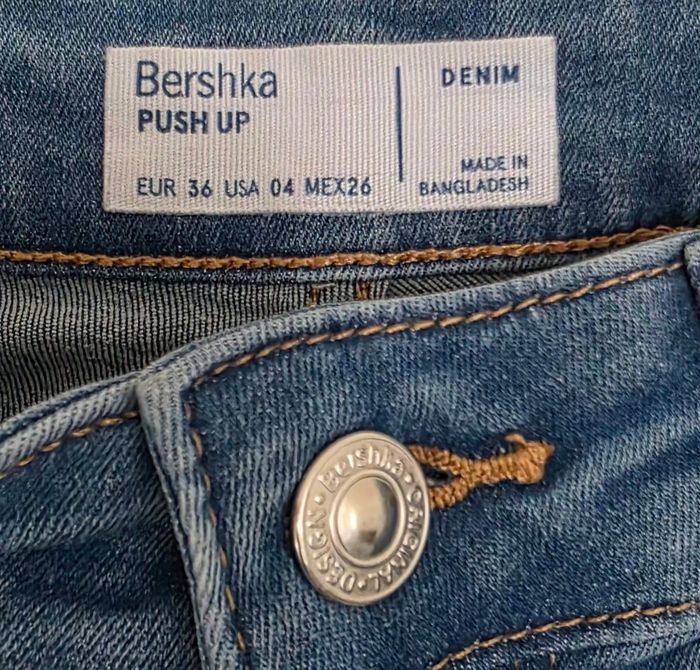 Bershka
PUSH UP
EUR 36 USA 04 MEX26
DENIM
MADE IN
BANGLADESH
Bershka • ORIGINAL • DESIGN •